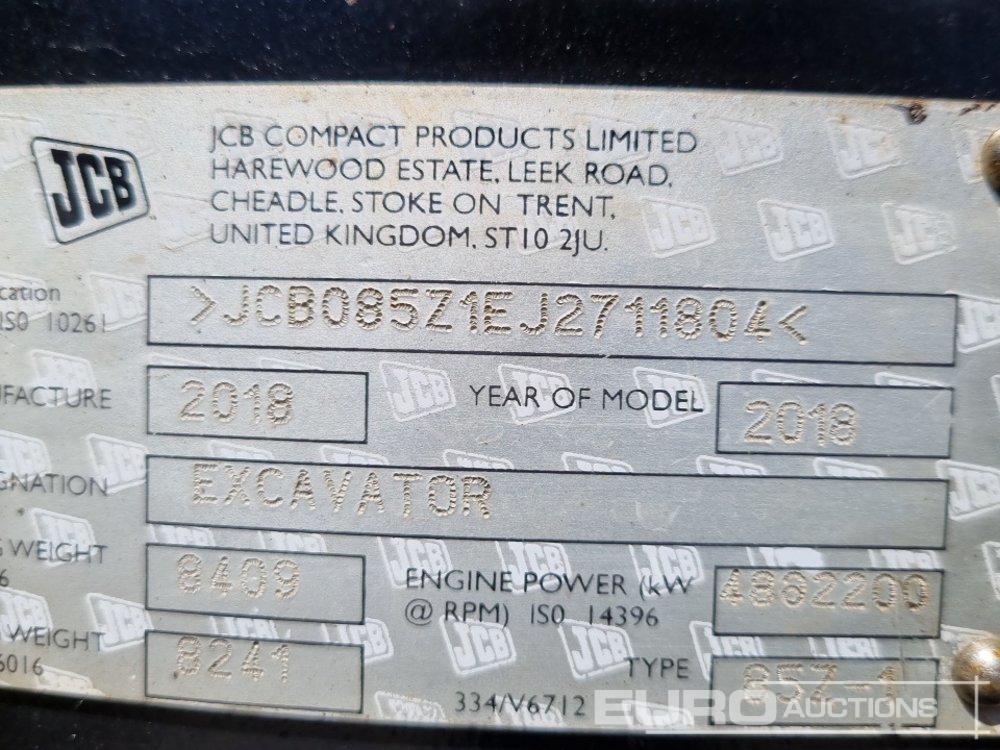 JCB
JCB COMPACT PRODUCTS LIMITED
HAREWOOD ESTATE, LEEK ROAD,
CHEADLE, STOKE ON TRENT,
UNITED KINGDOM, ST10 2JU.
cation
ISO 10261
>JCB085Z1EJ2711804<
UFACTURE 2018 YEAR OF MODEL 2018
GNATION EXCAVATOR
G WEIGHT 8409 ENGINE POWER (kW 4862200
6 @ RPM) ISO 14396
WEIGHT 8241 TYPE 85Z-1
6016
334/V6712
EURO AUCTIONS